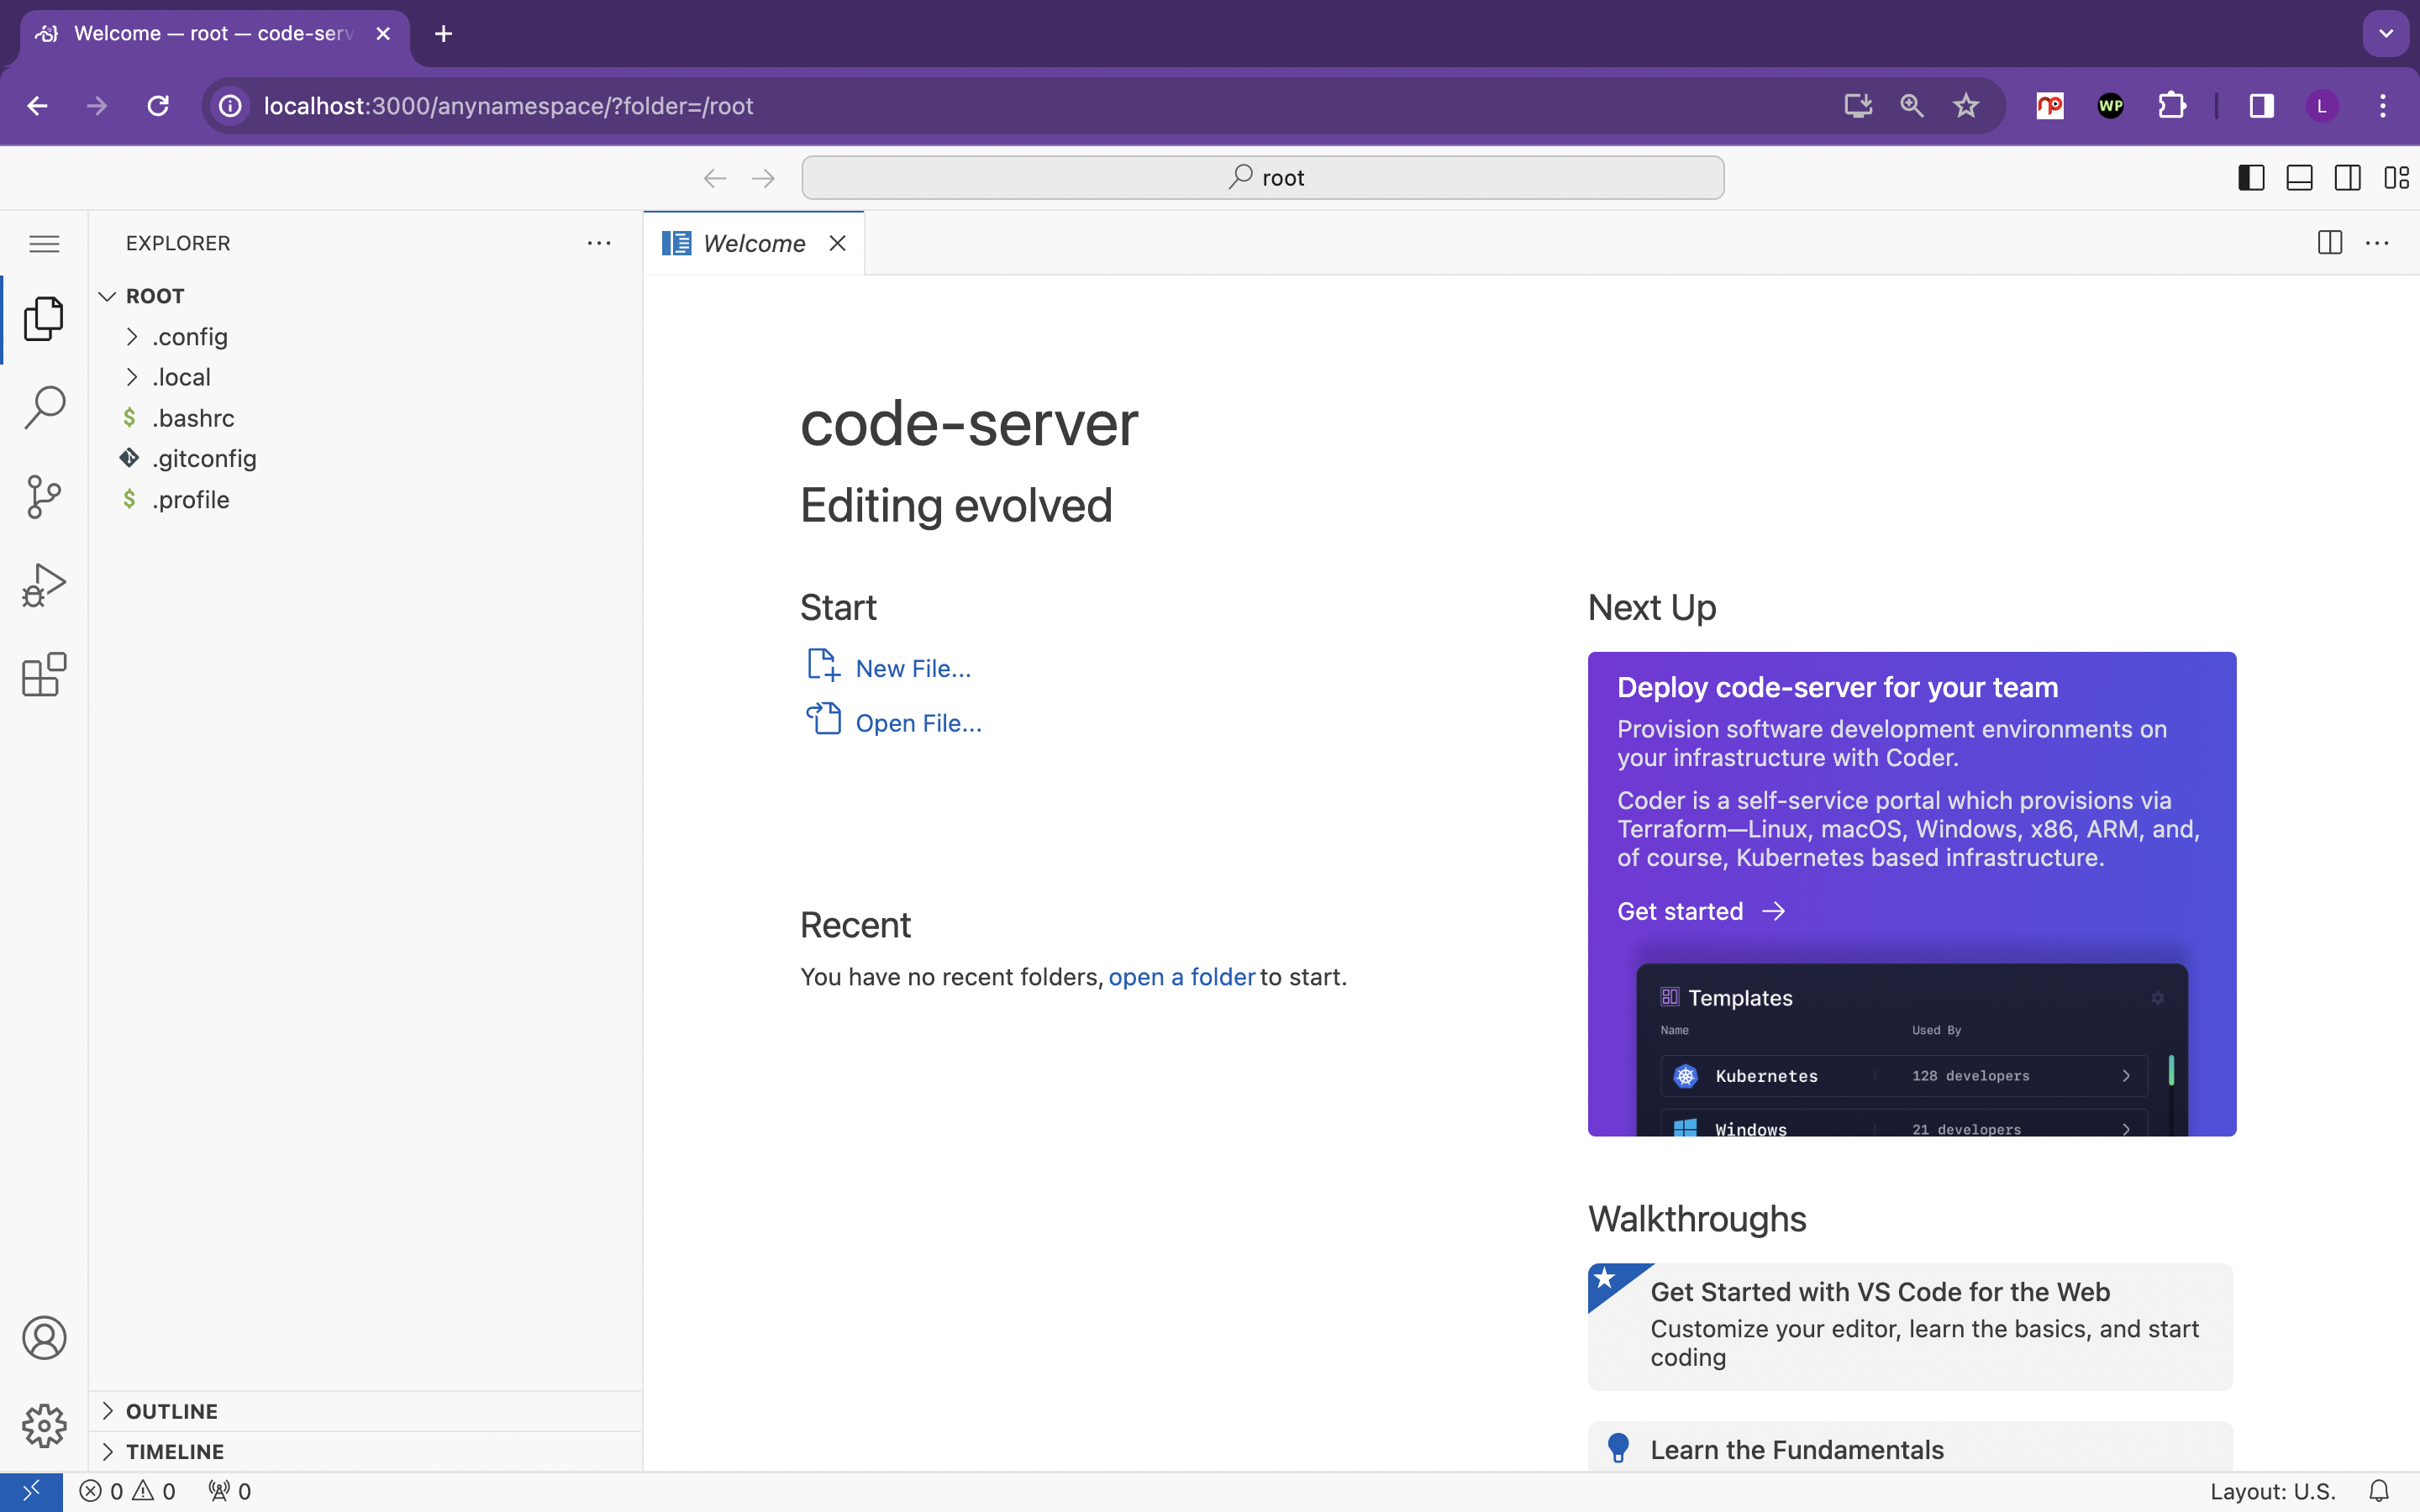 Welcome — root — code-serv
localhost:3000/anynamespace/?folder=/root
WP
L
root
EXPLORER
Welcome
ROOT
.config
.local
$ .bashrc
.gitconfig
$ .profile
code-server
Editing evolved
Start
New File...
Open File...
Recent
You have no recent folders, open a folder to start.
Next Up
Deploy code-server for your team
Provision software development environments on
your infrastructure with Coder.
Coder is a self-service portal which provisions via
Terraform—Linux, macOS, Windows, x86, ARM, and,
of course, Kubernetes based infrastructure.
Get started →
Templates
Name Used By
Kubernetes 128 developers
Windows 21 developers
Walkthroughs
Get Started with VS Code for the Web
Customize your editor, learn the basics, and start
coding
Learn the Fundamentals
OUTLINE
TIMELINE
0 0 0
Layout: U.S.